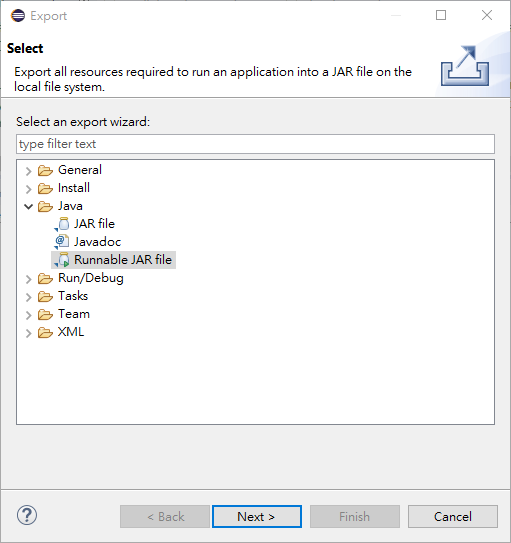 Export
Select
Export all resources required to run an application into a JAR file on the
local file system.
Select an export wizard:
type filter text
General
Install
Java
JAR file
Javadoc
Runnable JAR file
Run/Debug
Tasks
Team
XML
< Back
Next >
Finish
Cancel